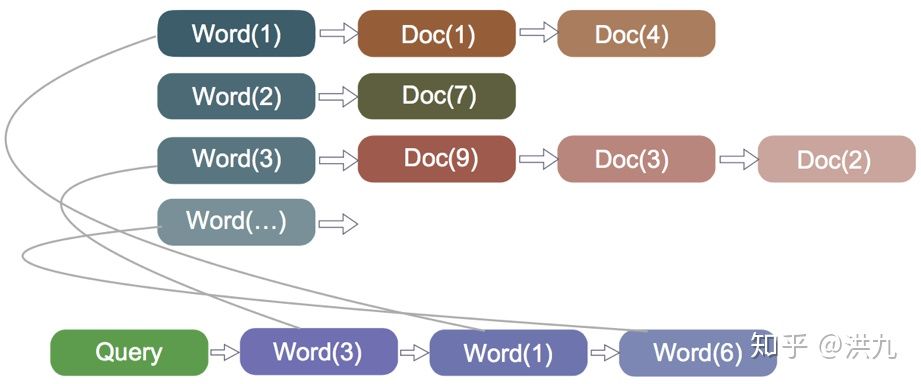 Word(1) Doc(1) Doc(4)
Word(2) Doc(7)
Word(3) Doc(9) Doc(3) Doc(2)
Word(...)
Query Word(3) Word(1) Word(6)
知乎 @洪九